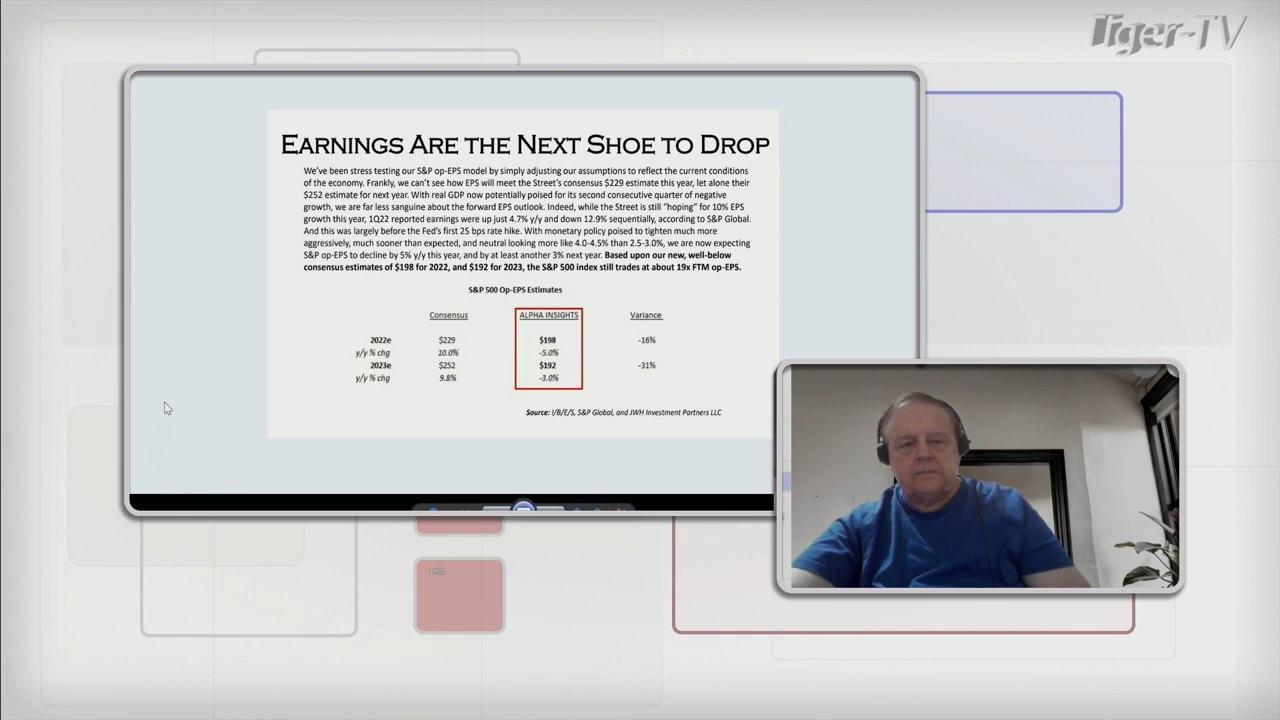 Tiger-TV
EARNINGS ARE THE NEXT SHOE TO DROP
We've been stress testing our S&P op-EPS model by simply adjusting our assumptions to reflect the current conditions
of the economy. Frankly, we can't see how EPS will meet the Street's consensus $229 estimate this year, let alone their
$252 estimate for next year. With real GDP now potentially poised for its second consecutive quarter of negative
growth, we are far less sanguine about the forward EPS outlook. Indeed, while the Street is still "hoping" for 10% EPS
growth this year, 1Q22 reported earnings were up just 4.7% y/y and down 12.9% sequentially, according to S&P Global.
And this was largely before the Fed's first 25 bps rate hike. With monetary policy poised to tighten much more
aggressively, much sooner than expected, and neutral looking more like 4.0-4.5% than 2.5-3.0%, we are now expecting
S&P op-EPS to decline by 5% y/y this year, and by at least another 3% next year. Based upon our new, well-below
consensus estimates of $198 for 2022, and $192 for 2023, the S&P 500 index still trades at about 19x FTM op-EPS.
S&P 500 Op-EPS Estimates
Consensus ALPHA INSIGHTS Variance
2022e $229 $198 -16%
y/y % chg 10.0% -5.0%
2023e $252 $192 -31%
y/y % chg 9.8% -3.0%
Source: I/B/E/S, S&P Global, and JWH Investment Partners LLC